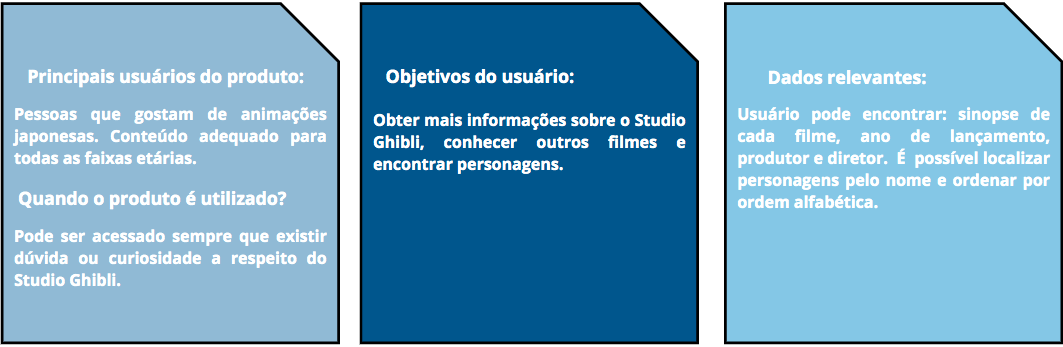 Principais usuários do produto:
Pessoas que gostam de animações
japonesas. Conteúdo adequado para
todas as faixas etárias.
Quando o produto é utilizado?
Pode ser acessado sempre que existir
dúvida ou curiosidade a respeito do
Studio Ghibli.
Objetivos do usuário:
Obter mais informações sobre o Studio
Ghibli, conhecer outros filmes e
encontrar personagens.
Dados relevantes:
Usuário pode encontrar: sinopse de
cada filme, ano de lançamento,
produtor e diretor. É possível localizar
personagens pelo nome e ordenar por
ordem alfabética.